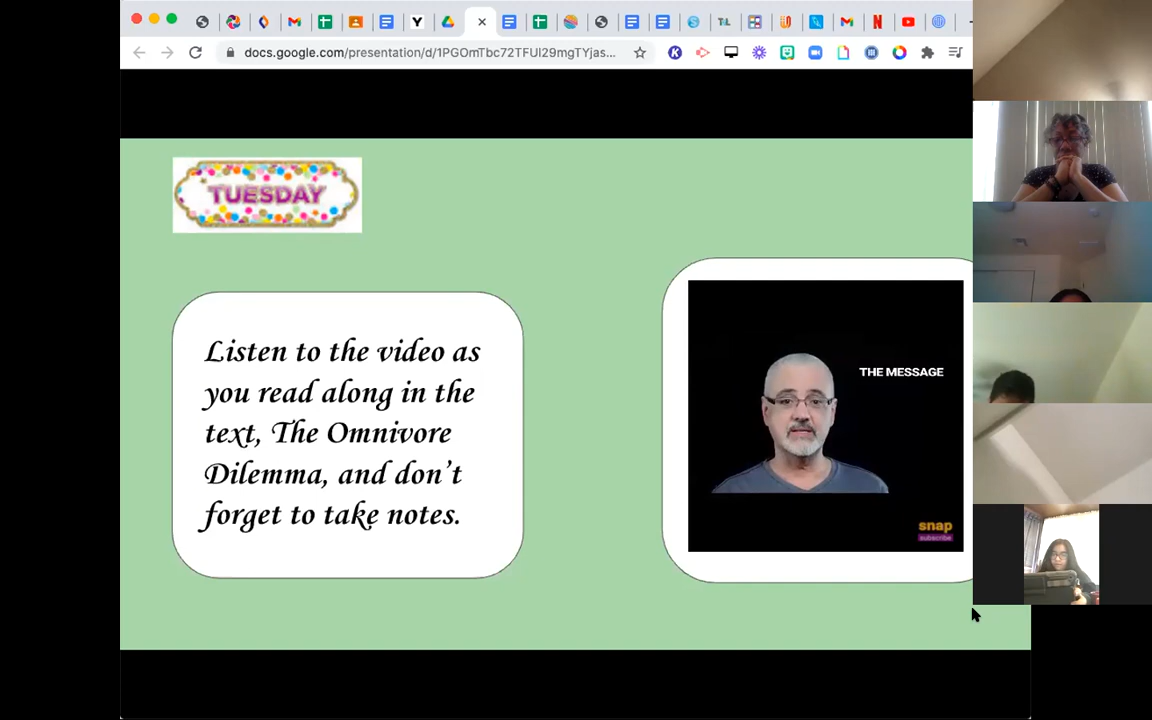 docs.google.com/presentation/d/1PGOmTbc72TFUl29mgTYjas...
TUESDAY
Listen to the video as
you read along in the
text, The Omnivore
Dilemma, and don't
forget to take notes.
THE MESSAGE
snap
subscribe